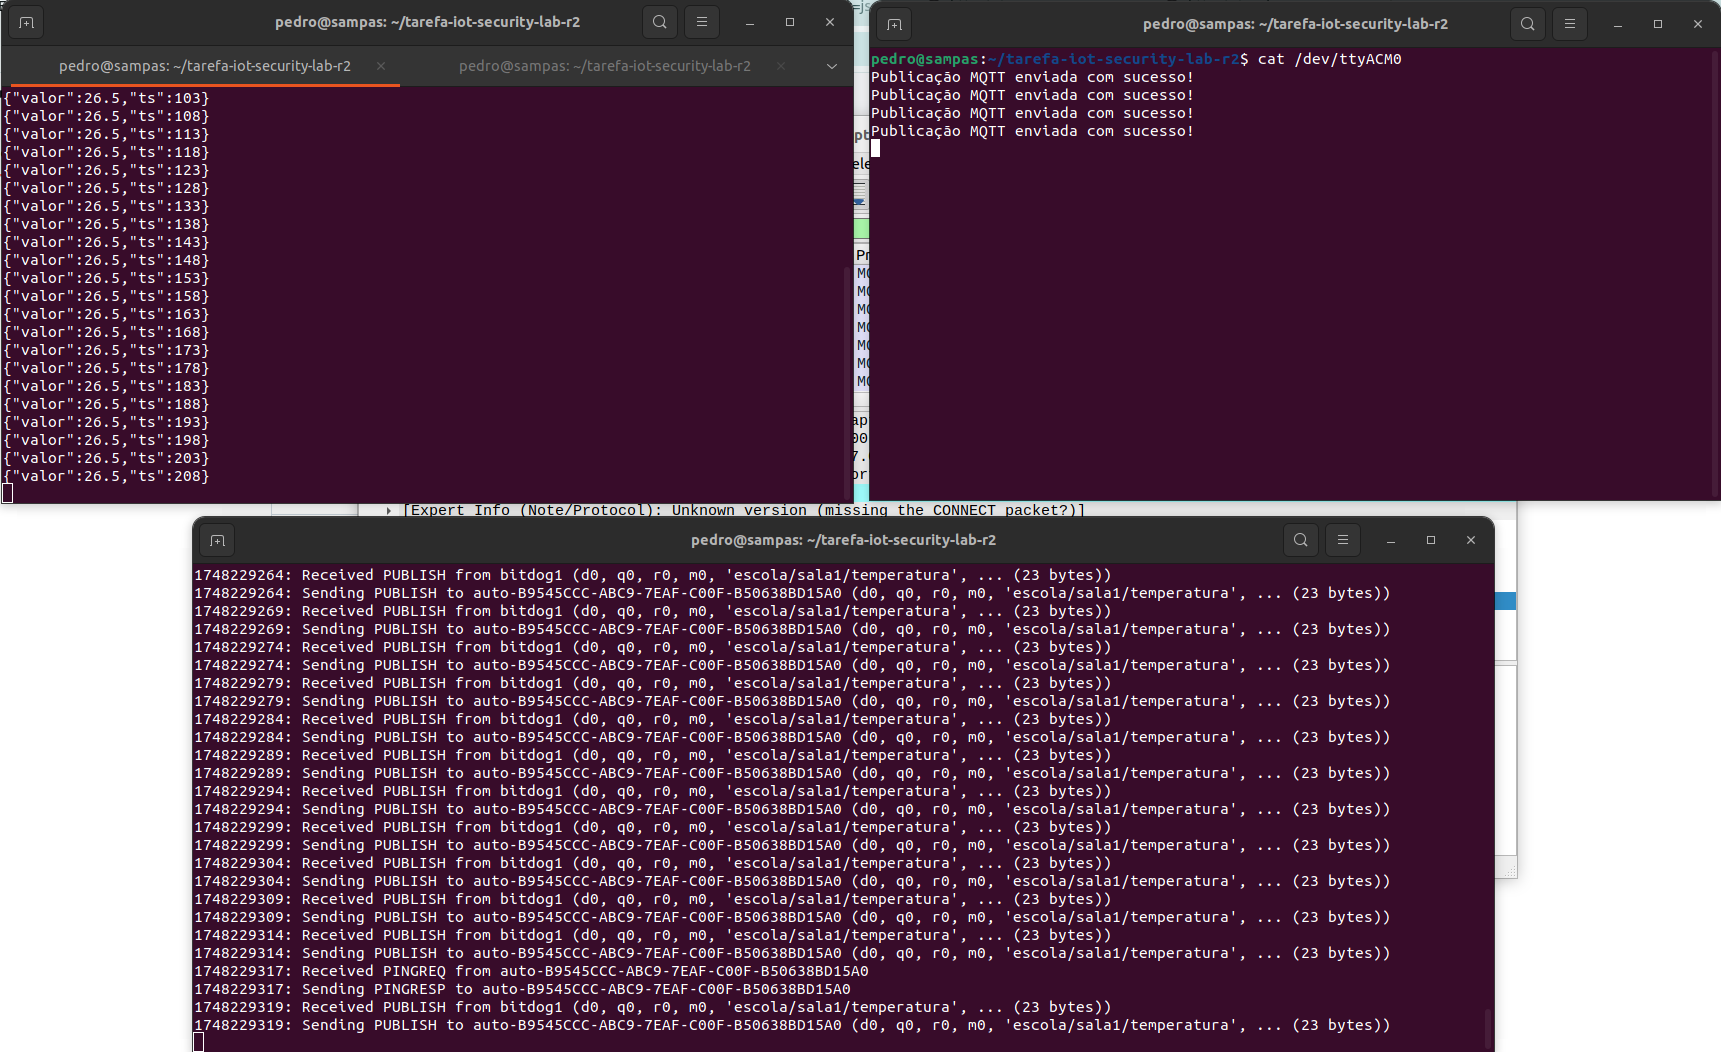 pedro@sampas: ~/tarefa-iot-security-lab-r2
pedro@sampas: ~/tarefa-iot-security-lab-r2
pedro@sampas: ~/tarefa-iot-security-lab-r2
{"valor":26.5,"ts":103}
{"valor":26.5,"ts":108}
{"valor":26.5,"ts":113}
{"valor":26.5,"ts":118}
{"valor":26.5,"ts":123}
{"valor":26.5,"ts":128}
{"valor":26.5,"ts":133}
{"valor":26.5,"ts":138}
{"valor":26.5,"ts":143}
{"valor":26.5,"ts":148}
{"valor":26.5,"ts":153}
{"valor":26.5,"ts":158}
{"valor":26.5,"ts":163}
{"valor":26.5,"ts":168}
{"valor":26.5,"ts":173}
{"valor":26.5,"ts":178}
{"valor":26.5,"ts":183}
{"valor":26.5,"ts":188}
{"valor":26.5,"ts":193}
{"valor":26.5,"ts":198}
{"valor":26.5,"ts":203}
{"valor":26.5,"ts":208}
pedro@sampas: ~/tarefa-iot-security-lab-r2
pedro@sampas:~/tarefa-iot-security-lab-r2$ cat /dev/ttyACM0
Publicação MQTT enviada com sucesso!
Publicação MQTT enviada com sucesso!
Publicação MQTT enviada com sucesso!
Publicação MQTT enviada com sucesso!
[Expert Info (Note/Protocol): Unknown version (missing the CONNECT packet?)]
pedro@sampas: ~/tarefa-iot-security-lab-r2
1748229264: Received PUBLISH from bitdog1 (d0, q0, r0, m0, 'escola/sala1/temperatura', ... (23 bytes))
1748229264: Sending PUBLISH to auto-B9545CCC-ABC9-7EAF-C00F-B50638BD15A0 (d0, q0, r0, m0, 'escola/sala1/temperatura', ... (23 bytes))
1748229269: Received PUBLISH from bitdog1 (d0, q0, r0, m0, 'escola/sala1/temperatura', ... (23 bytes))
1748229269: Sending PUBLISH to auto-B9545CCC-ABC9-7EAF-C00F-B50638BD15A0 (d0, q0, r0, m0, 'escola/sala1/temperatura', ... (23 bytes))
1748229274: Received PUBLISH from bitdog1 (d0, q0, r0, m0, 'escola/sala1/temperatura', ... (23 bytes))
1748229274: Sending PUBLISH to auto-B9545CCC-ABC9-7EAF-C00F-B50638BD15A0 (d0, q0, r0, m0, 'escola/sala1/temperatura', ... (23 bytes))
1748229279: Received PUBLISH from bitdog1 (d0, q0, r0, m0, 'escola/sala1/temperatura', ... (23 bytes))
1748229279: Sending PUBLISH to auto-B9545CCC-ABC9-7EAF-C00F-B50638BD15A0 (d0, q0, r0, m0, 'escola/sala1/temperatura', ... (23 bytes))
1748229284: Received PUBLISH from bitdog1 (d0, q0, r0, m0, 'escola/sala1/temperatura', ... (23 bytes))
1748229284: Sending PUBLISH to auto-B9545CCC-ABC9-7EAF-C00F-B50638BD15A0 (d0, q0, r0, m0, 'escola/sala1/temperatura', ... (23 bytes))
1748229289: Received PUBLISH from bitdog1 (d0, q0, r0, m0, 'escola/sala1/temperatura', ... (23 bytes))
1748229289: Sending PUBLISH to auto-B9545CCC-ABC9-7EAF-C00F-B50638BD15A0 (d0, q0, r0, m0, 'escola/sala1/temperatura', ... (23 bytes))
1748229294: Received PUBLISH from bitdog1 (d0, q0, r0, m0, 'escola/sala1/temperatura', ... (23 bytes))
1748229294: Sending PUBLISH to auto-B9545CCC-ABC9-7EAF-C00F-B50638BD15A0 (d0, q0, r0, m0, 'escola/sala1/temperatura', ... (23 bytes))
1748229299: Received PUBLISH from bitdog1 (d0, q0, r0, m0, 'escola/sala1/temperatura', ... (23 bytes))
1748229299: Sending PUBLISH to auto-B9545CCC-ABC9-7EAF-C00F-B50638BD15A0 (d0, q0, r0, m0, 'escola/sala1/temperatura', ... (23 bytes))
1748229304: Received PUBLISH from bitdog1 (d0, q0, r0, m0, 'escola/sala1/temperatura', ... (23 bytes))
1748229304: Sending PUBLISH to auto-B9545CCC-ABC9-7EAF-C00F-B50638BD15A0 (d0, q0, r0, m0, 'escola/sala1/temperatura', ... (23 bytes))
1748229309: Received PUBLISH from bitdog1 (d0, q0, r0, m0, 'escola/sala1/temperatura', ... (23 bytes))
1748229309: Sending PUBLISH to auto-B9545CCC-ABC9-7EAF-C00F-B50638BD15A0 (d0, q0, r0, m0, 'escola/sala1/temperatura', ... (23 bytes))
1748229314: Received PUBLISH from bitdog1 (d0, q0, r0, m0, 'escola/sala1/temperatura', ... (23 bytes))
1748229314: Sending PUBLISH to auto-B9545CCC-ABC9-7EAF-C00F-B50638BD15A0 (d0, q0, r0, m0, 'escola/sala1/temperatura', ... (23 bytes))
1748229317: Received PINGREQ from auto-B9545CCC-ABC9-7EAF-C00F-B50638BD15A0
1748229317: Sending PINGRESP to auto-B9545CCC-ABC9-7EAF-C00F-B50638BD15A0
1748229319: Received PUBLISH from bitdog1 (d0, q0, r0, m0, 'escola/sala1/temperatura', ... (23 bytes))
1748229319: Sending PUBLISH to auto-B9545CCC-ABC9-7EAF-C00F-B50638BD15A0 (d0, q0, r0, m0, 'escola/sala1/temperatura', ... (23 bytes))